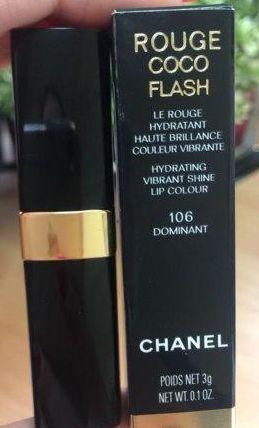 ROUGE
COCO
FLASH
LE ROUGE
HYDRATANT
HAUTE BRILLANCE
COULEUR VIBRANTE
HYDRATING
VIBRANT SHINE
LIP COLOUR
106
DOMINANT
CHANEL
POIDS NET 3g
NET WT. 0.1 OZ.